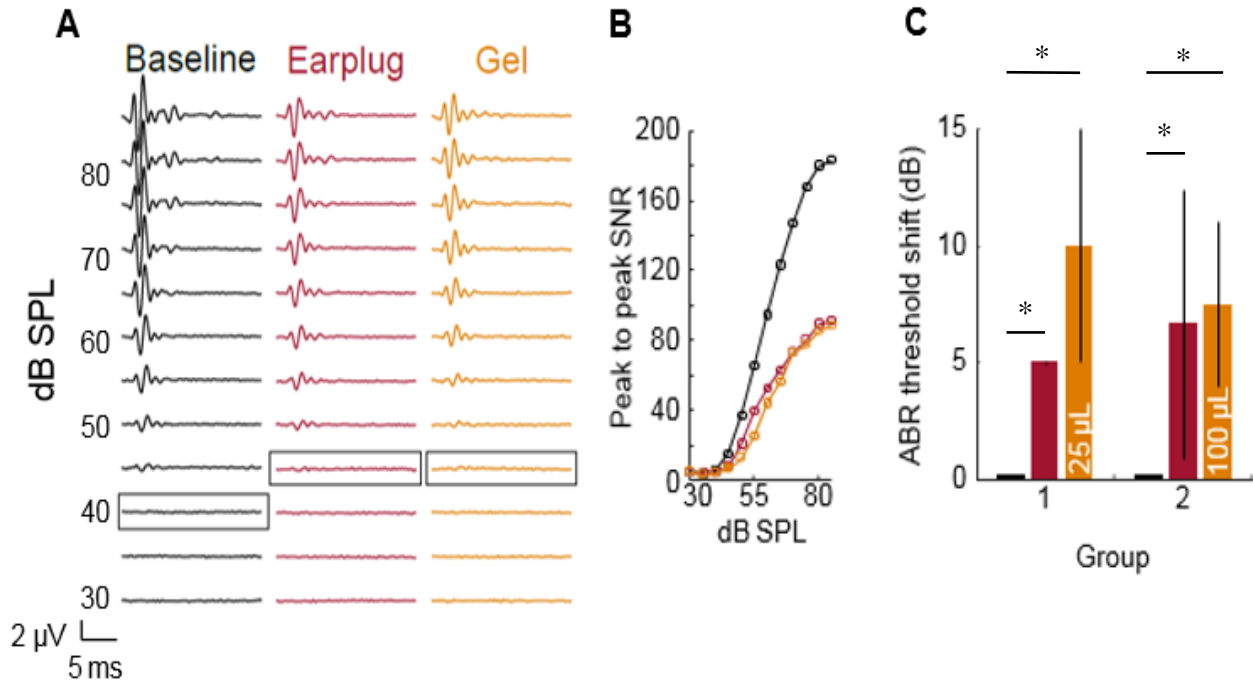 A
Baseline Earplug Gel
80
70
60
50
40
30
dB SPL
2 µV
5 ms
B
200
160
120
80
40
0
30 55 80
Peak to peak SNR
dB SPL
C
* *
* *
15
10
5
0
ABR threshold shift (dB)
25 µL
100 µL
1 2
Group